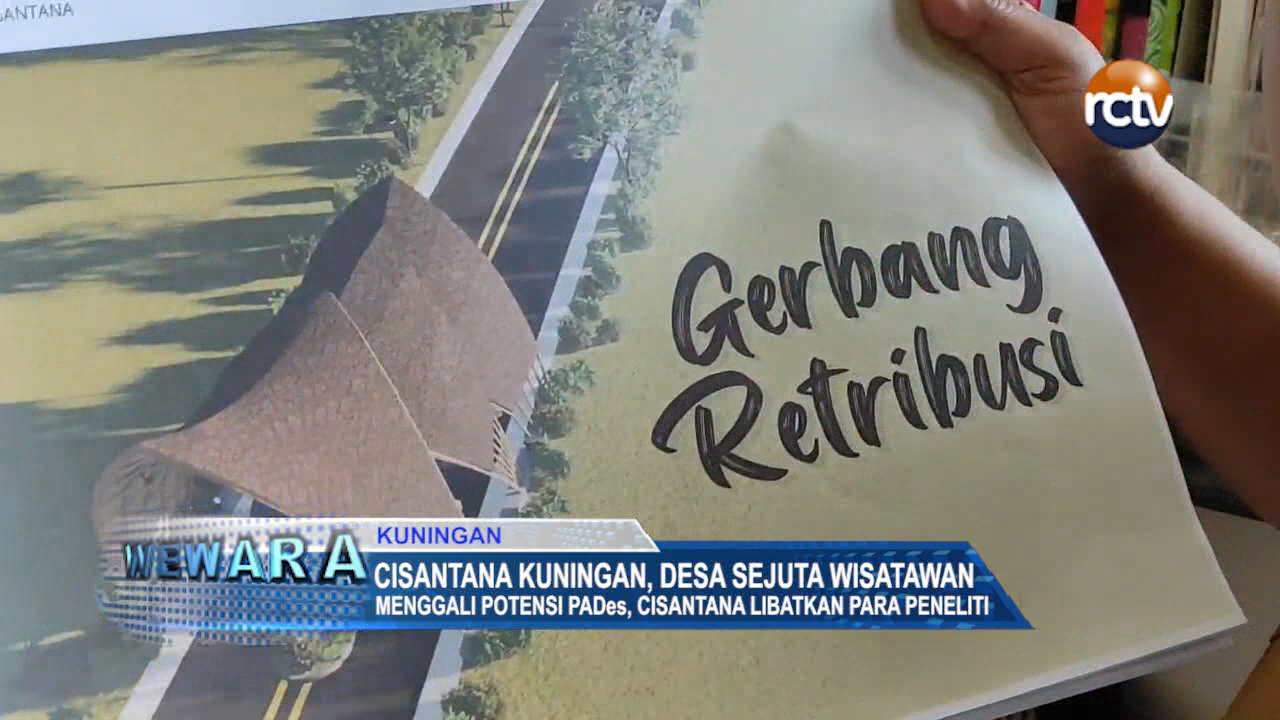 SANTANA
rctv
Gerbang
Retribusi
KUNINGAN
WEWARA
CISANTANA KUNINGAN, DESA SEJUTA WISATAWAN
MENGGALI POTENSI PADes, CISANTANA LIBATKAN PARA PENELITI